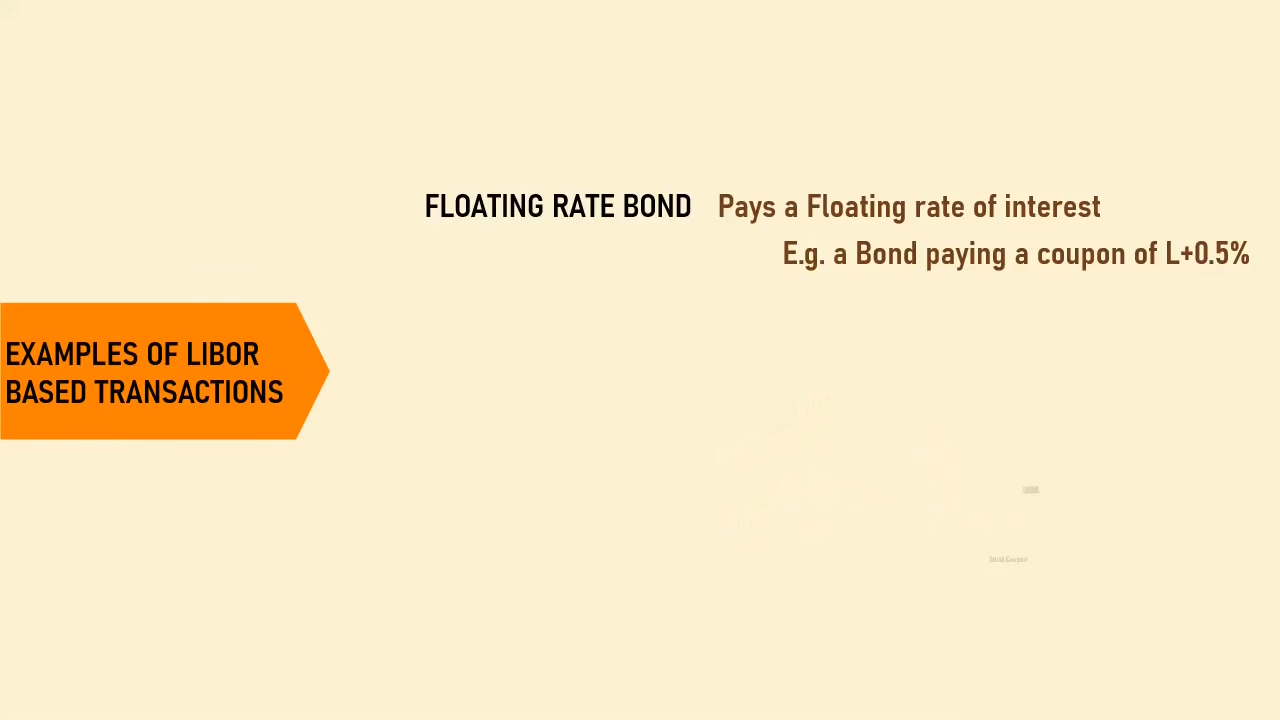 FLOATING RATE BOND Pays a Floating rate of interest
E.g. a Bond paying a coupon of L+0.5%
EXAMPLES OF LIBOR
BASED TRANSACTIONS